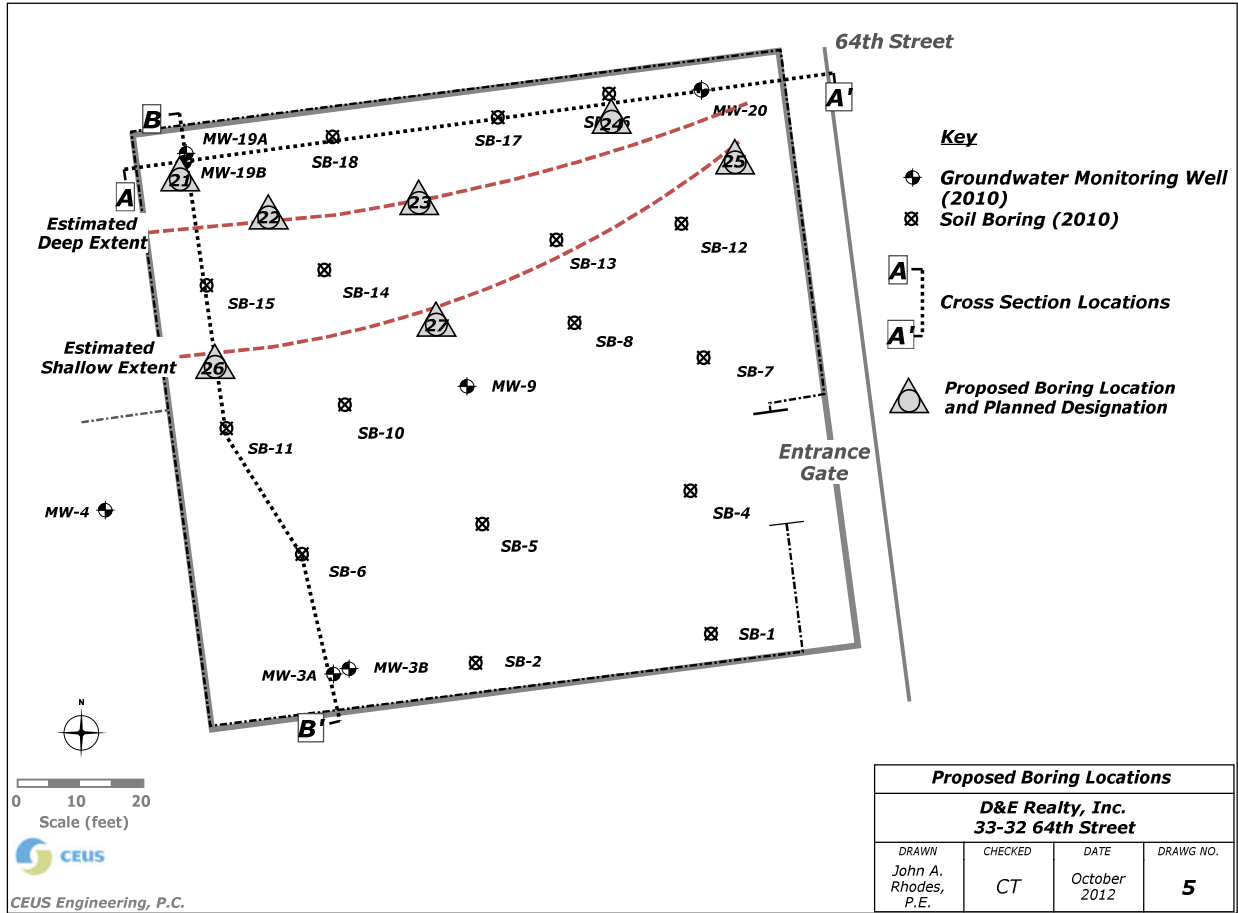 64th Street
A'
B
MW-19A
MW-19B
A
21
SB-18
SB-17
24
MW-20
25
Estimated
Deep Extent
22
23
SB-12
SB-13
SB-14
SB-15
Estimated
Shallow Extent
26
27
SB-8
SB-7
MW-9
SB-10
SB-11
Entrance
Gate
MW-4
SB-4
SB-5
SB-6
SB-1
SB-2
MW-3A
MW-3B
B'
Key
Groundwater Monitoring Well
(2010)
Soil Boring (2010)
A
Cross Section Locations
A'
Proposed Boring Location
and Planned Designation
N
0 10 20
Scale (feet)
CEUS
CEUS Engineering, P.C.
Proposed Boring Locations
D&E Realty, Inc.
33-32 64th Street
DRAWN CHECKED DATE DRAWG NO.
John A.
Rhodes,
P.E.
CT
October
2012
5